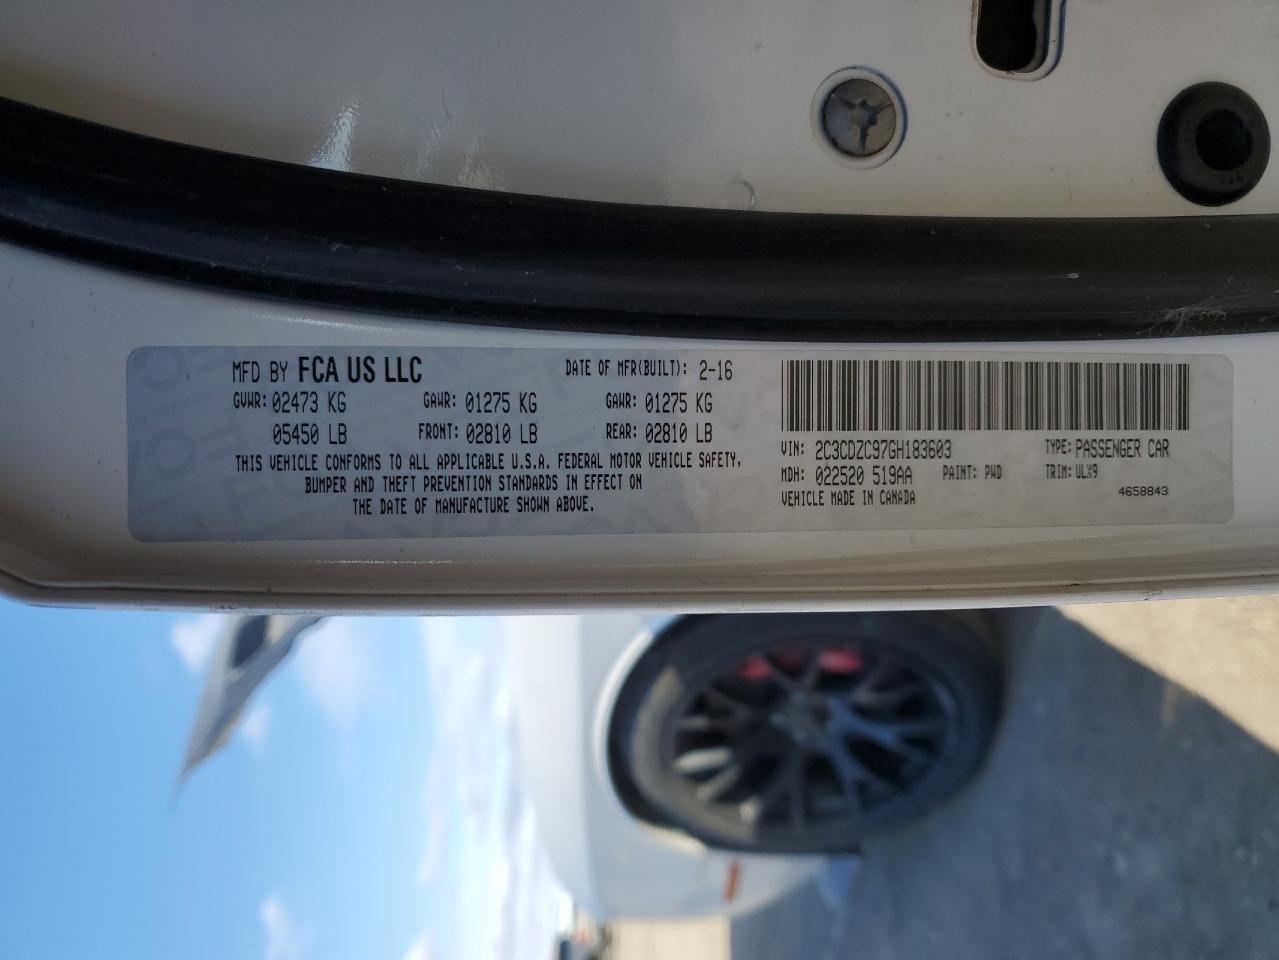 MFD BY FCA US LLC DATE OF MFR(BUILT): 2-16
GVWR: 02473 KG GAWR: 01275 KG GAWR: 01275 KG
05450 LB FRONT: 02810 LB REAR: 02810 LB
THIS VEHICLE CONFORMS TO ALL APPLICABLE U.S.A. FEDERAL MOTOR VEHICLE SAFETY,
BUMPER AND THEFT PREVENTION STANDARDS IN EFFECT ON
THE DATE OF MANUFACTURE SHOWN ABOVE.
VIN: 2C3CDZC97GH183603 TYPE: PASSENGER CAR
MDH: 022520 519AA PAINT: PWD TRIM: ULX9
VEHICLE MADE IN CANADA 4658843